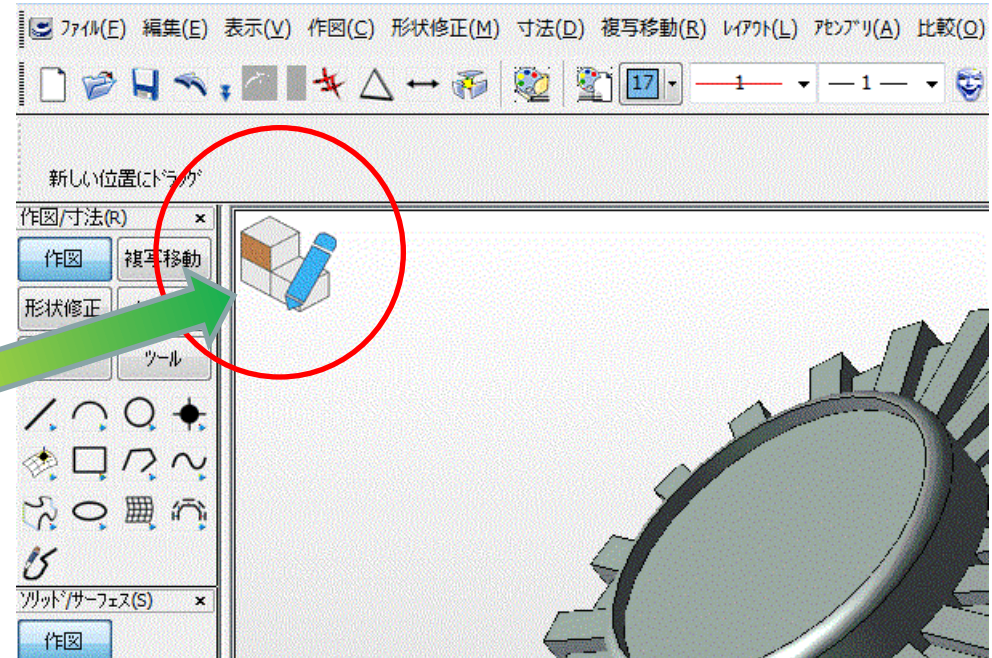 ﾌｧｲﾙ(F) 編集(E) 表示(V) 作図(C) 形状修正(M) 寸法(D) 複写移動(R) ﾚｲｱｳﾄ(L) ｱｾﾝﾌﾞﾘ(A) 比較(O)
17 1 1
新しい位置にﾄﾞﾗｯｸﾞ
作図/寸法(R) ×
作図 複写移動
形状修正
ツール
ｿﾘｯﾄﾞ/サーフェス(S) ×
作図